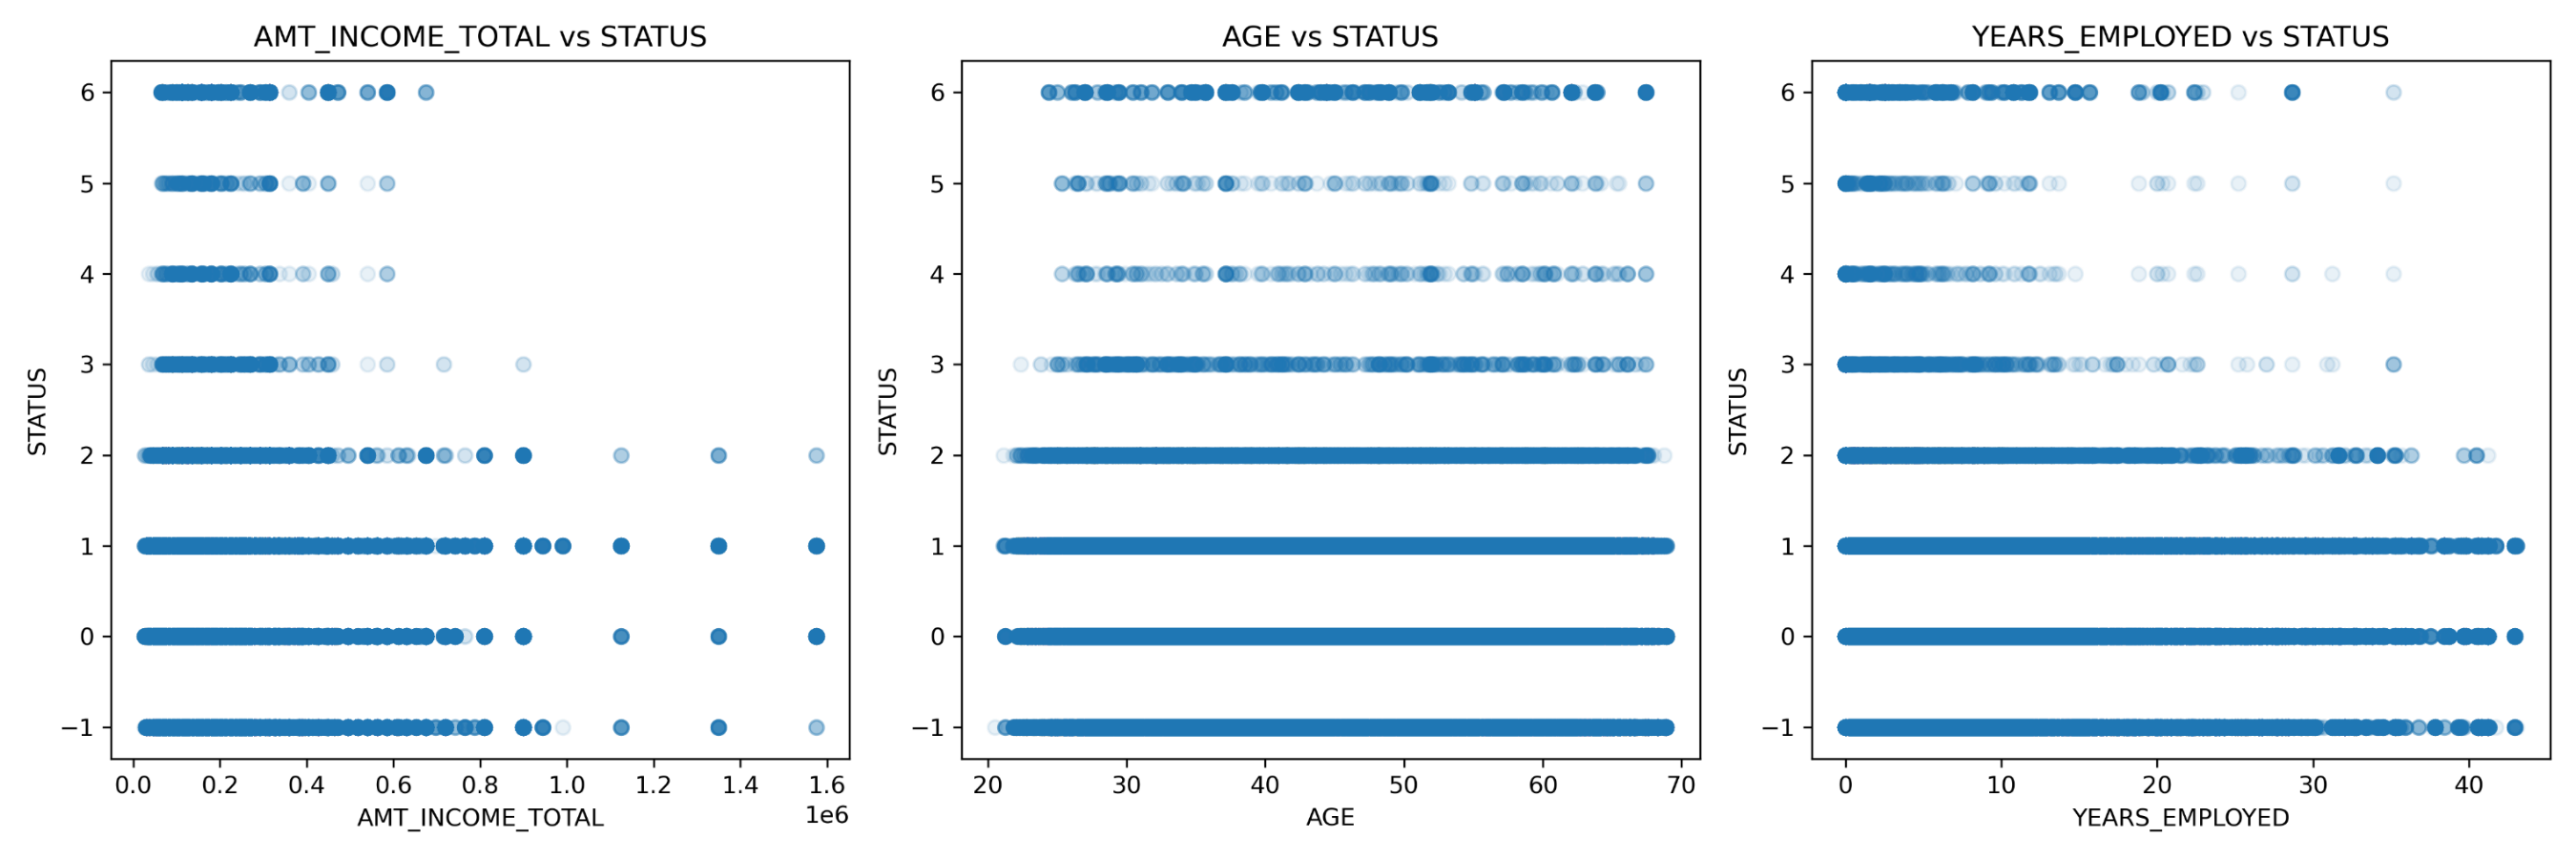 AMT_INCOME_TOTAL vs STATUS
6
5
4
3
2
1
0
−1
STATUS
0.0 0.2 0.4 0.6 0.8 1.0 1.2 1.4 1.6
1e6
AMT_INCOME_TOTAL
AGE vs STATUS
6
5
4
3
2
1
0
−1
STATUS
20 30 40 50 60 70
AGE
YEARS_EMPLOYED vs STATUS
6
5
4
3
2
1
0
−1
STATUS
0 10 20 30 40
YEARS_EMPLOYED